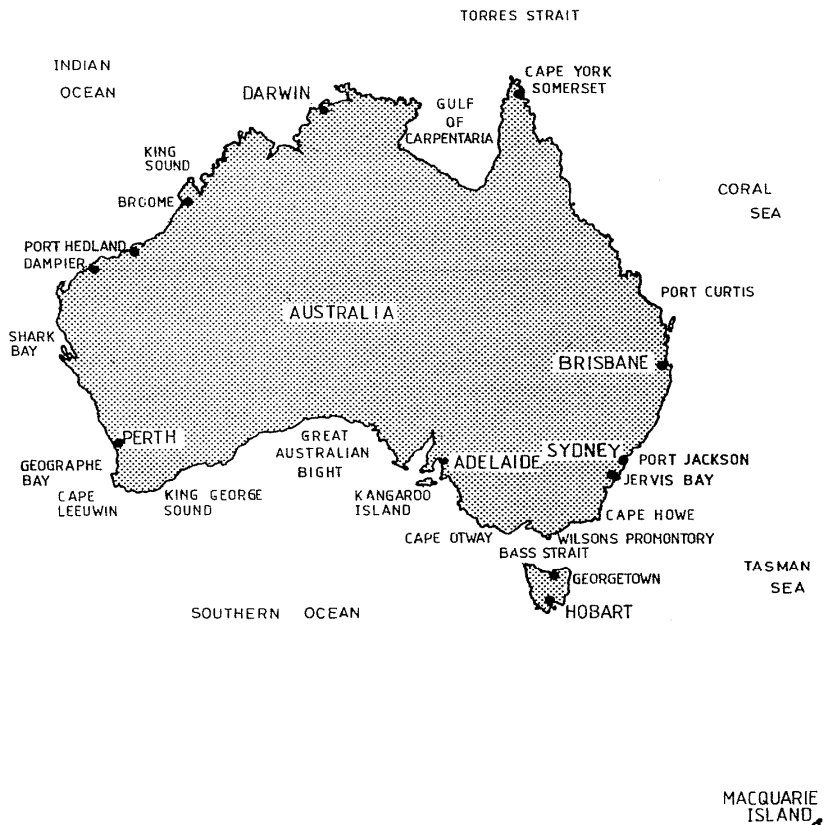 TORRES STRAIT
INDIAN
OCEAN
CAPE YORK
SOMERSET
DARWIN
GULF
OF
CARPENTARIA
KING
SOUND
CORAL
SEA
BROOME
PORT HEDLAND
DAMPIER
PORT CURTIS
AUSTRALIA
SHARK
BAY
BRISBANE
PERTH
GREAT
AUSTRALIAN
BIGHT
SYDNEY
ADELAIDE
PORT JACKSON
JERVIS BAY
GEOGRAPHE
BAY
CAPE
LEEUWIN
KING GEORGE
SOUND
KANGAROO
ISLAND
CAPE HOWE
CAPE OTWAY
WILSONS PROMONTORY
BASS STRAIT
GEORGETOWN
TASMAN
SEA
HOBART
SOUTHERN OCEAN
MACQUARIE
ISLAND